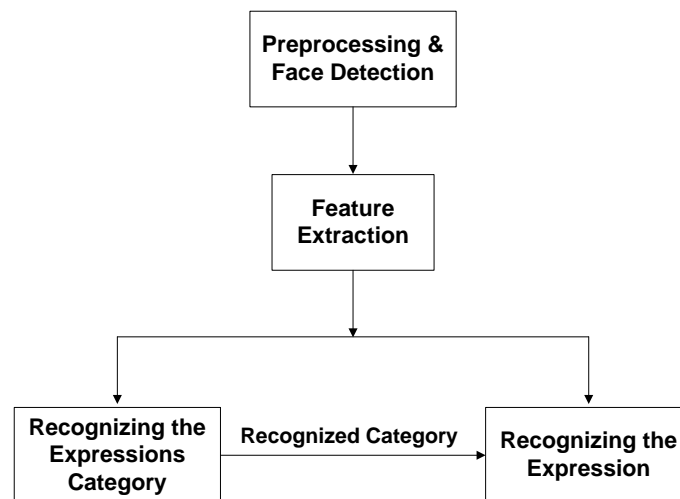 Preprocessing &
Face Detection
Feature
Extraction
Recognizing the
Expressions
Category
Recognized Category
Recognizing the
Expression